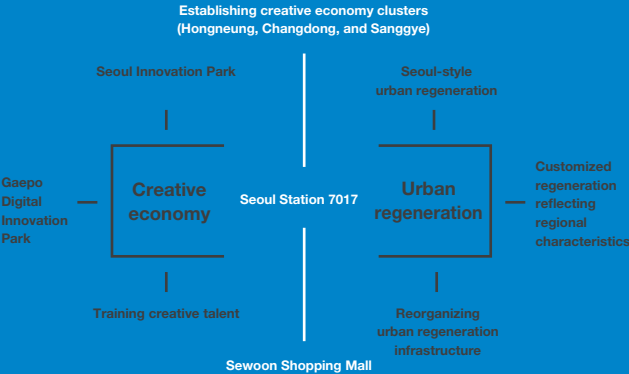 Establishing creative economy clusters
(Hongneung, Changdong, and Sanggye)
Seoul Innovation Park
Seoul-style
urban regeneration
Gaepo
Digital
Innovation
Park
Creative
economy
Seoul Station 7017
Urban
regeneration
Customized
regeneration
reflecting
regional
characteristics
Training creative talent
Reorganizing
urban regeneration
infrastructure
Sewoon Shopping Mall